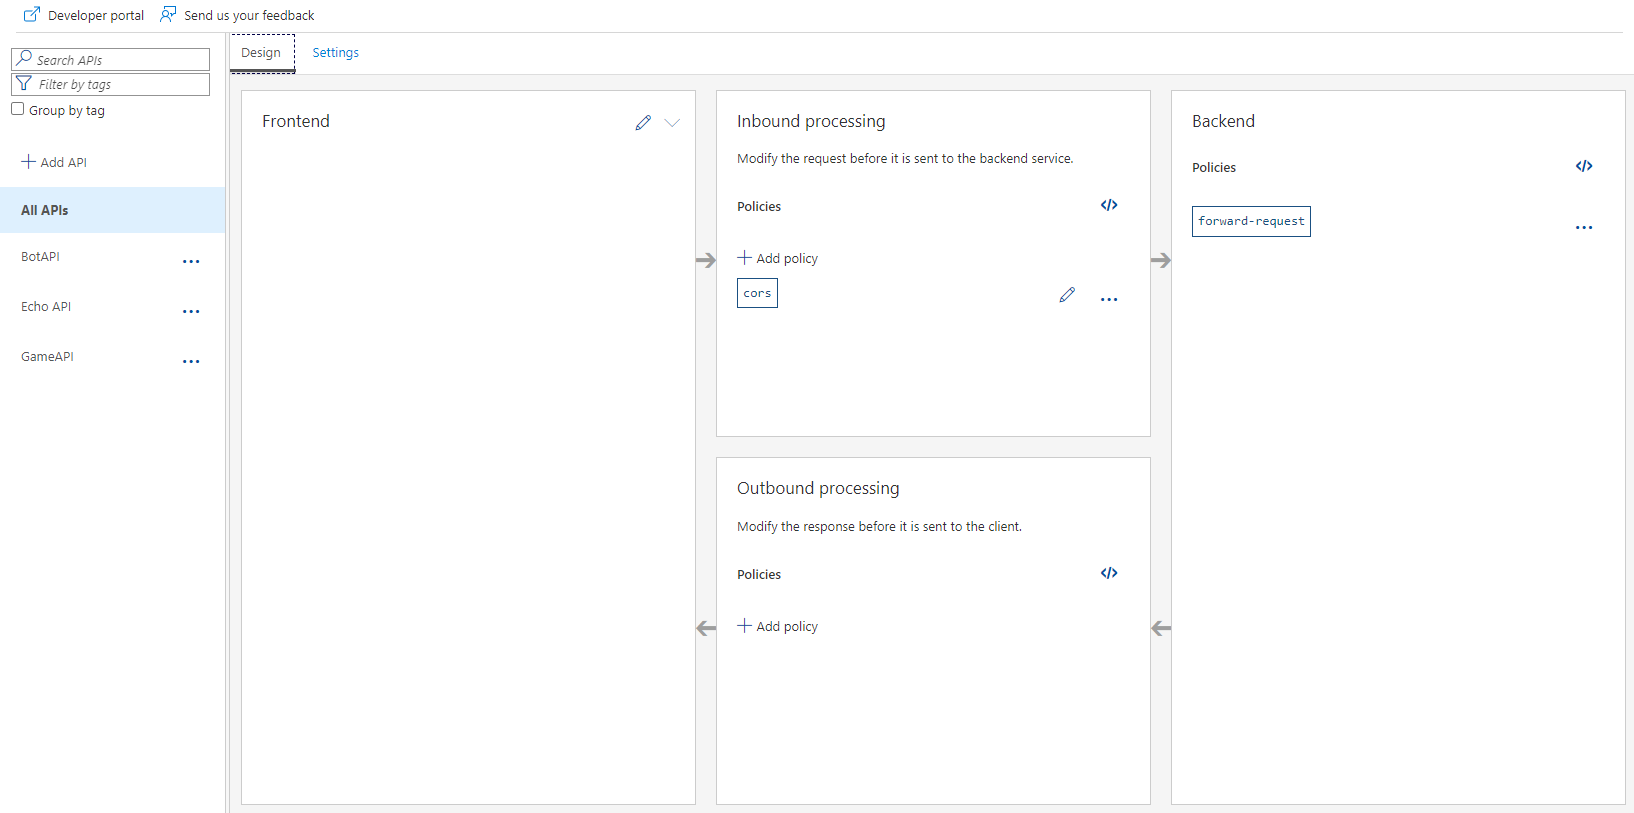 Developer portal
Send us your feedback
Search APIs
Filter by tags
Group by tag
Add API
All APIs
BotAPI
...
Echo API
...
GameAPI
...
Design
Settings
Frontend
Inbound processing
Modify the request before it is sent to the backend service.
Policies
</>
Add policy
cors
...
Outbound processing
Modify the response before it is sent to the client.
Policies
</>
Add policy
Backend
Policies
</>
forward-request
...